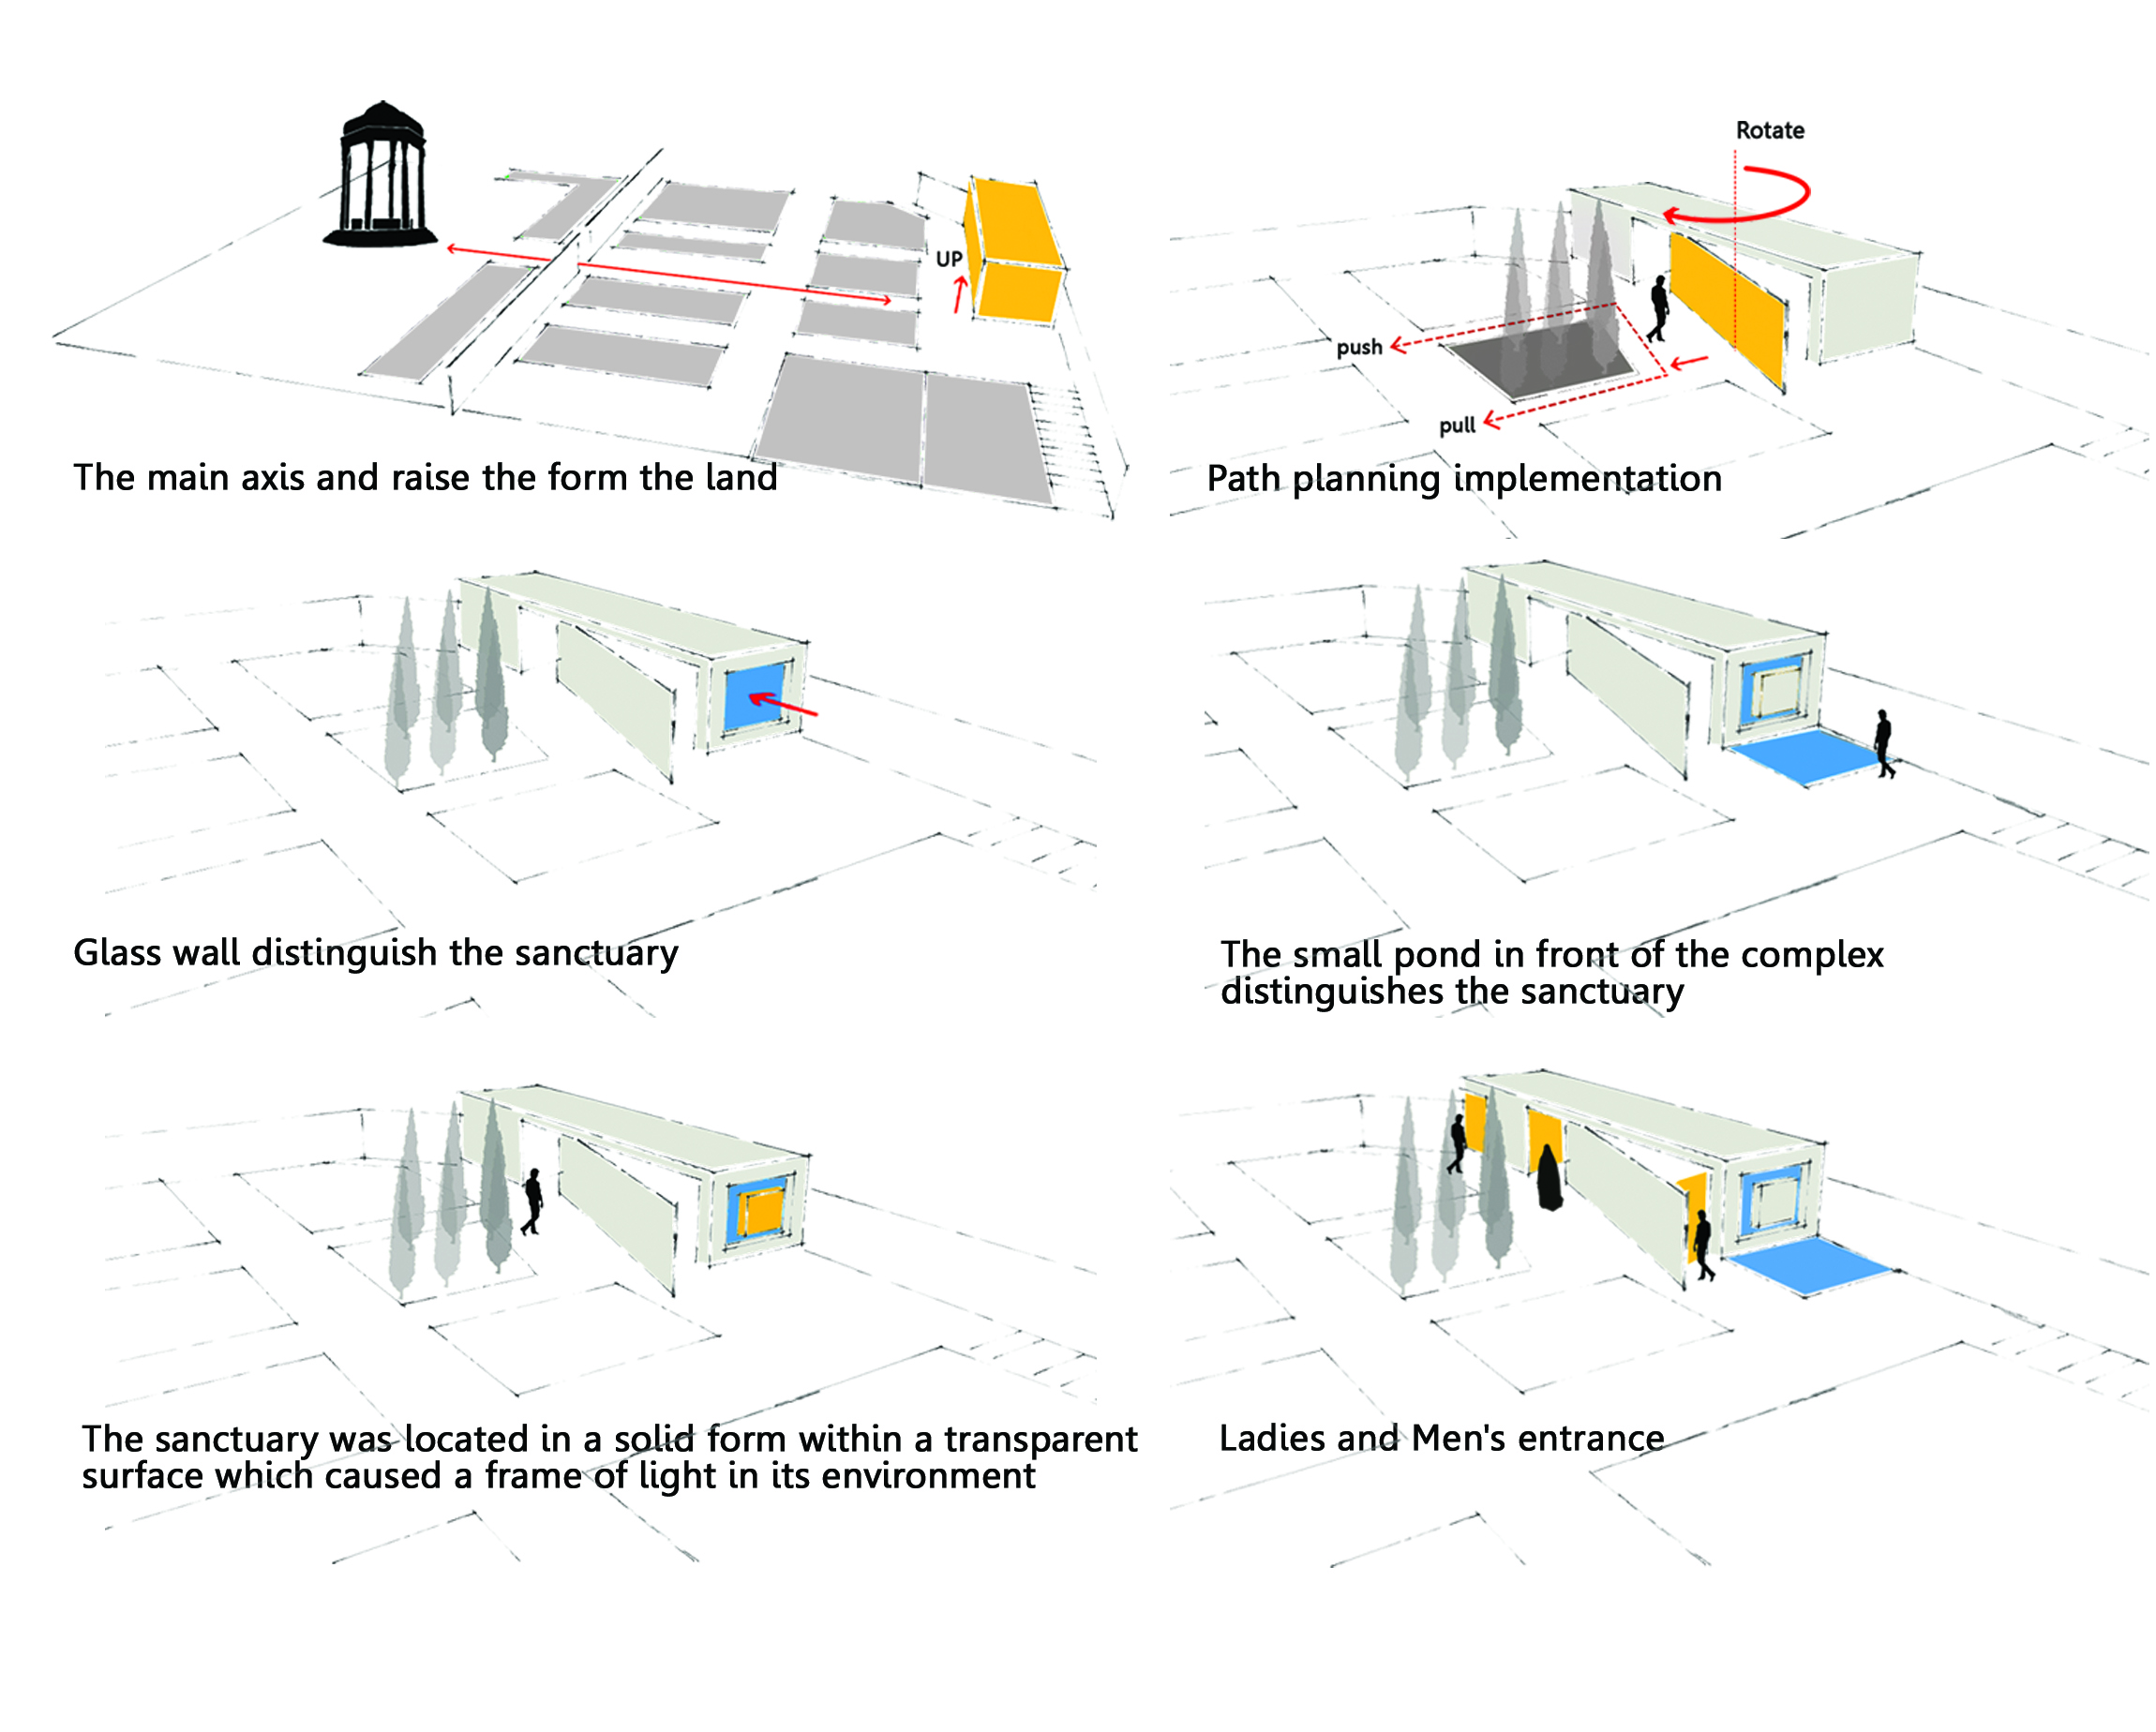 UP
The main axis and raise the form the land
Rotate
push
pull
Path planning implementation
Glass wall distinguish the sanctuary
The small pond in front of the complex
distinguishes the sanctuary
The sanctuary was located in a solid form within a transparent
surface which caused a frame of light in its environment
Ladies and Men's entrance